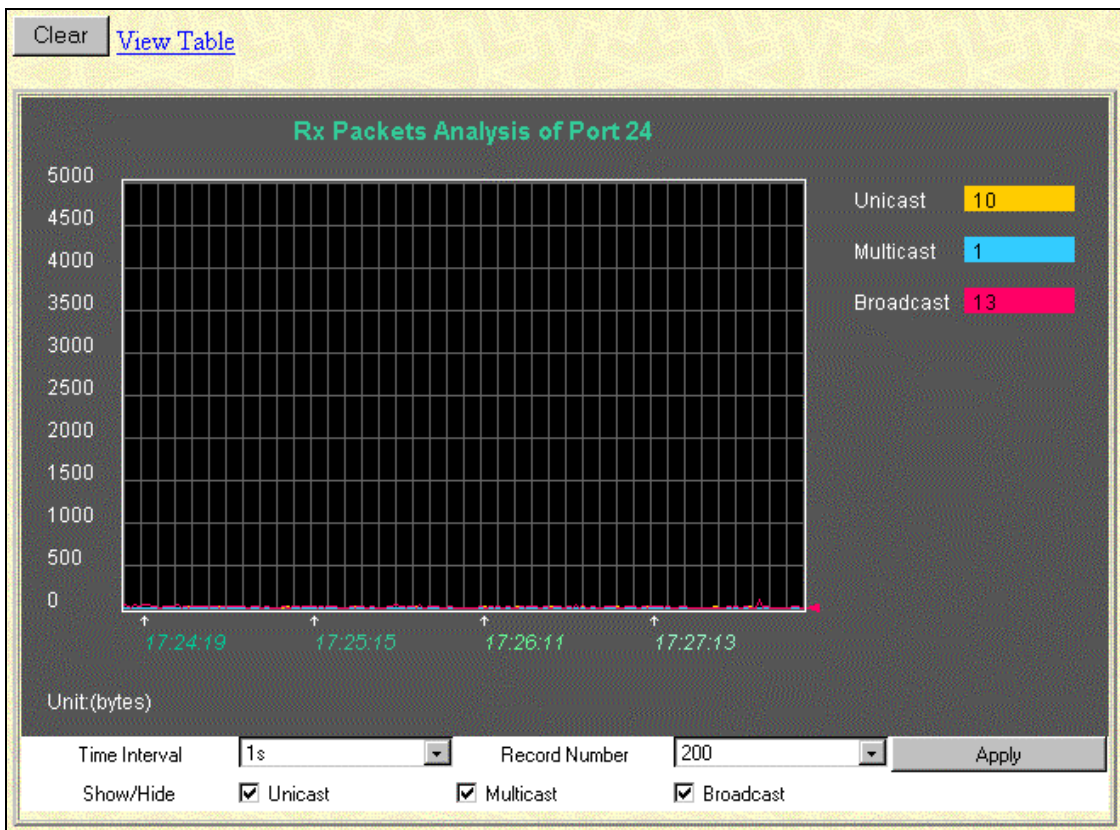 Clear View Table
Rx Packets Analysis of Port 24
5000
4500
4000
3500
3000
2500
2000
1500
1000
500
0
Unicast 10
Multicast 1
Broadcast 13
17:24:19 17:25:15 17:26:11 17:27:13
Unit:(bytes)
Time Interval 1s Record Number 200 Apply
Show/Hide Unicast Multicast Broadcast